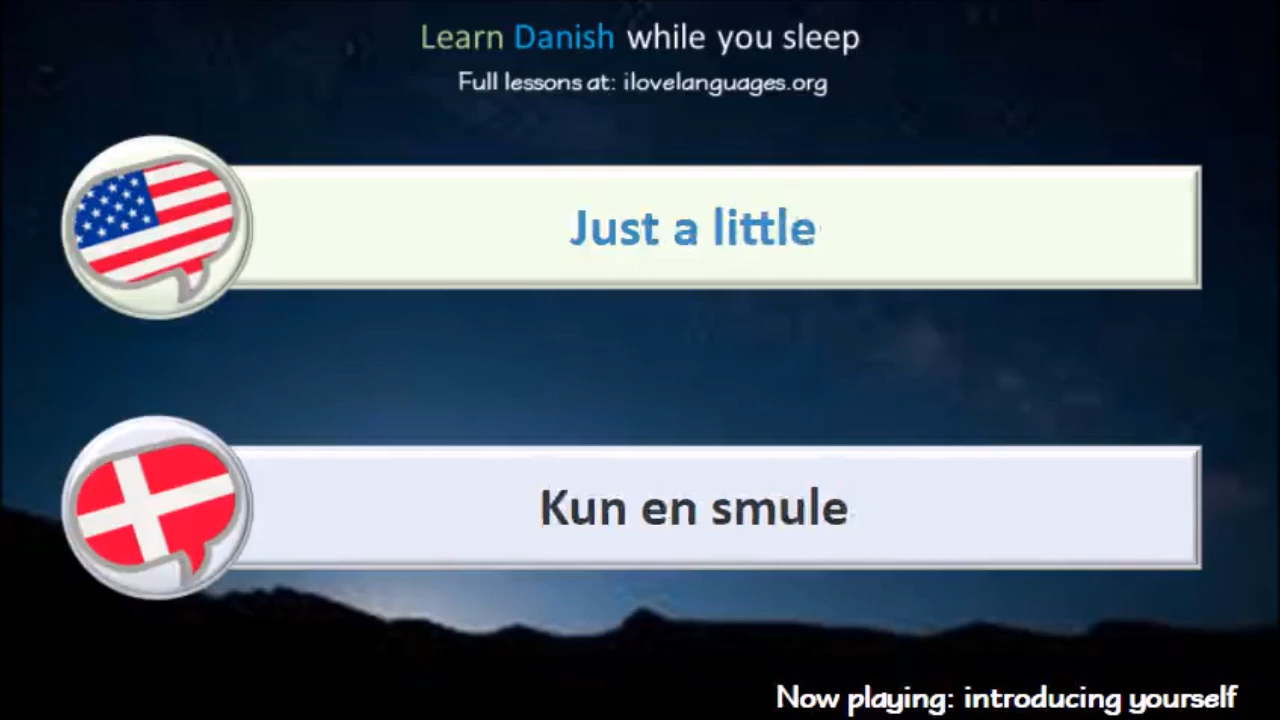 Learn Danish while you sleep
Full lessons at: ilovelanguages.org
Just a little
Kun en smule
Now playing: introducing yourself